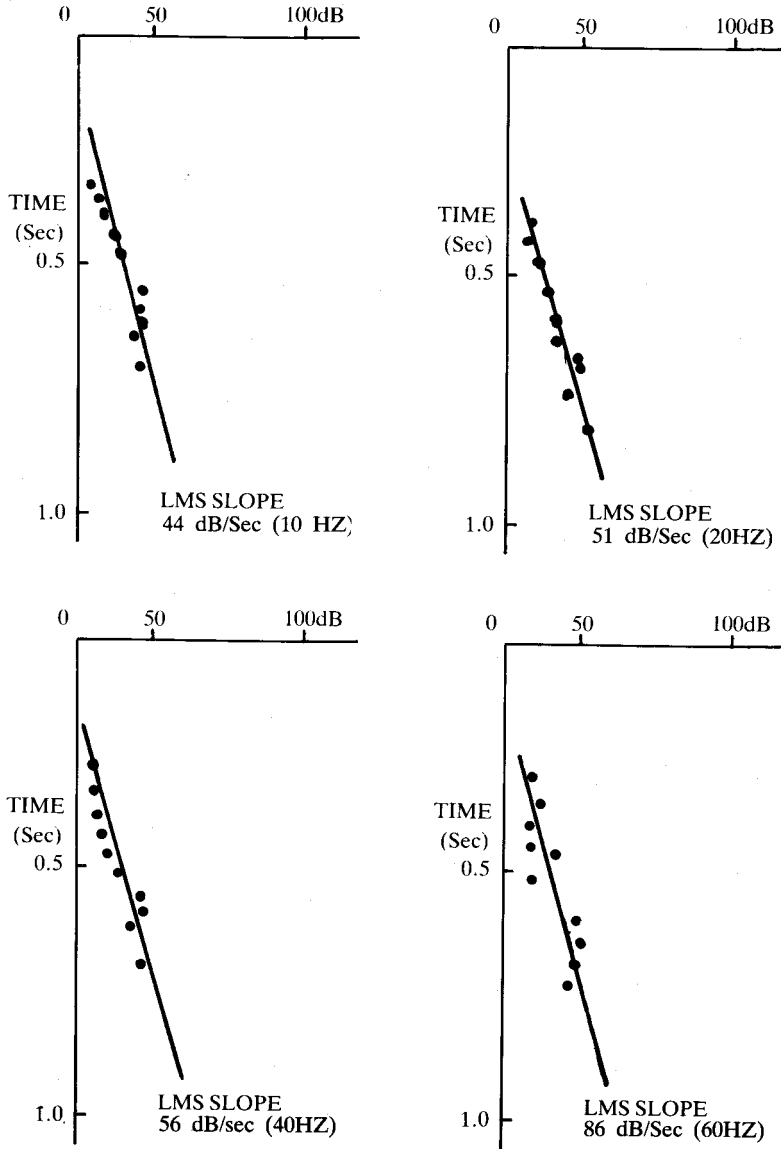 0 50 100dB
TIME
(Sec)
0.5
1.0
LMS SLOPE
44 dB/Sec (10 HZ)
0 50 100dB
TIME
(Sec)
0.5
1.0
LMS SLOPE
51 dB/Sec (20HZ)
0 50 100dB
TIME
(Sec)
0.5
1.0
LMS SLOPE
56 dB/sec (40HZ)
0 50 100dB
TIME
(Sec)
0.5
1.0
LMS SLOPE
86 dB/Sec (60HZ)